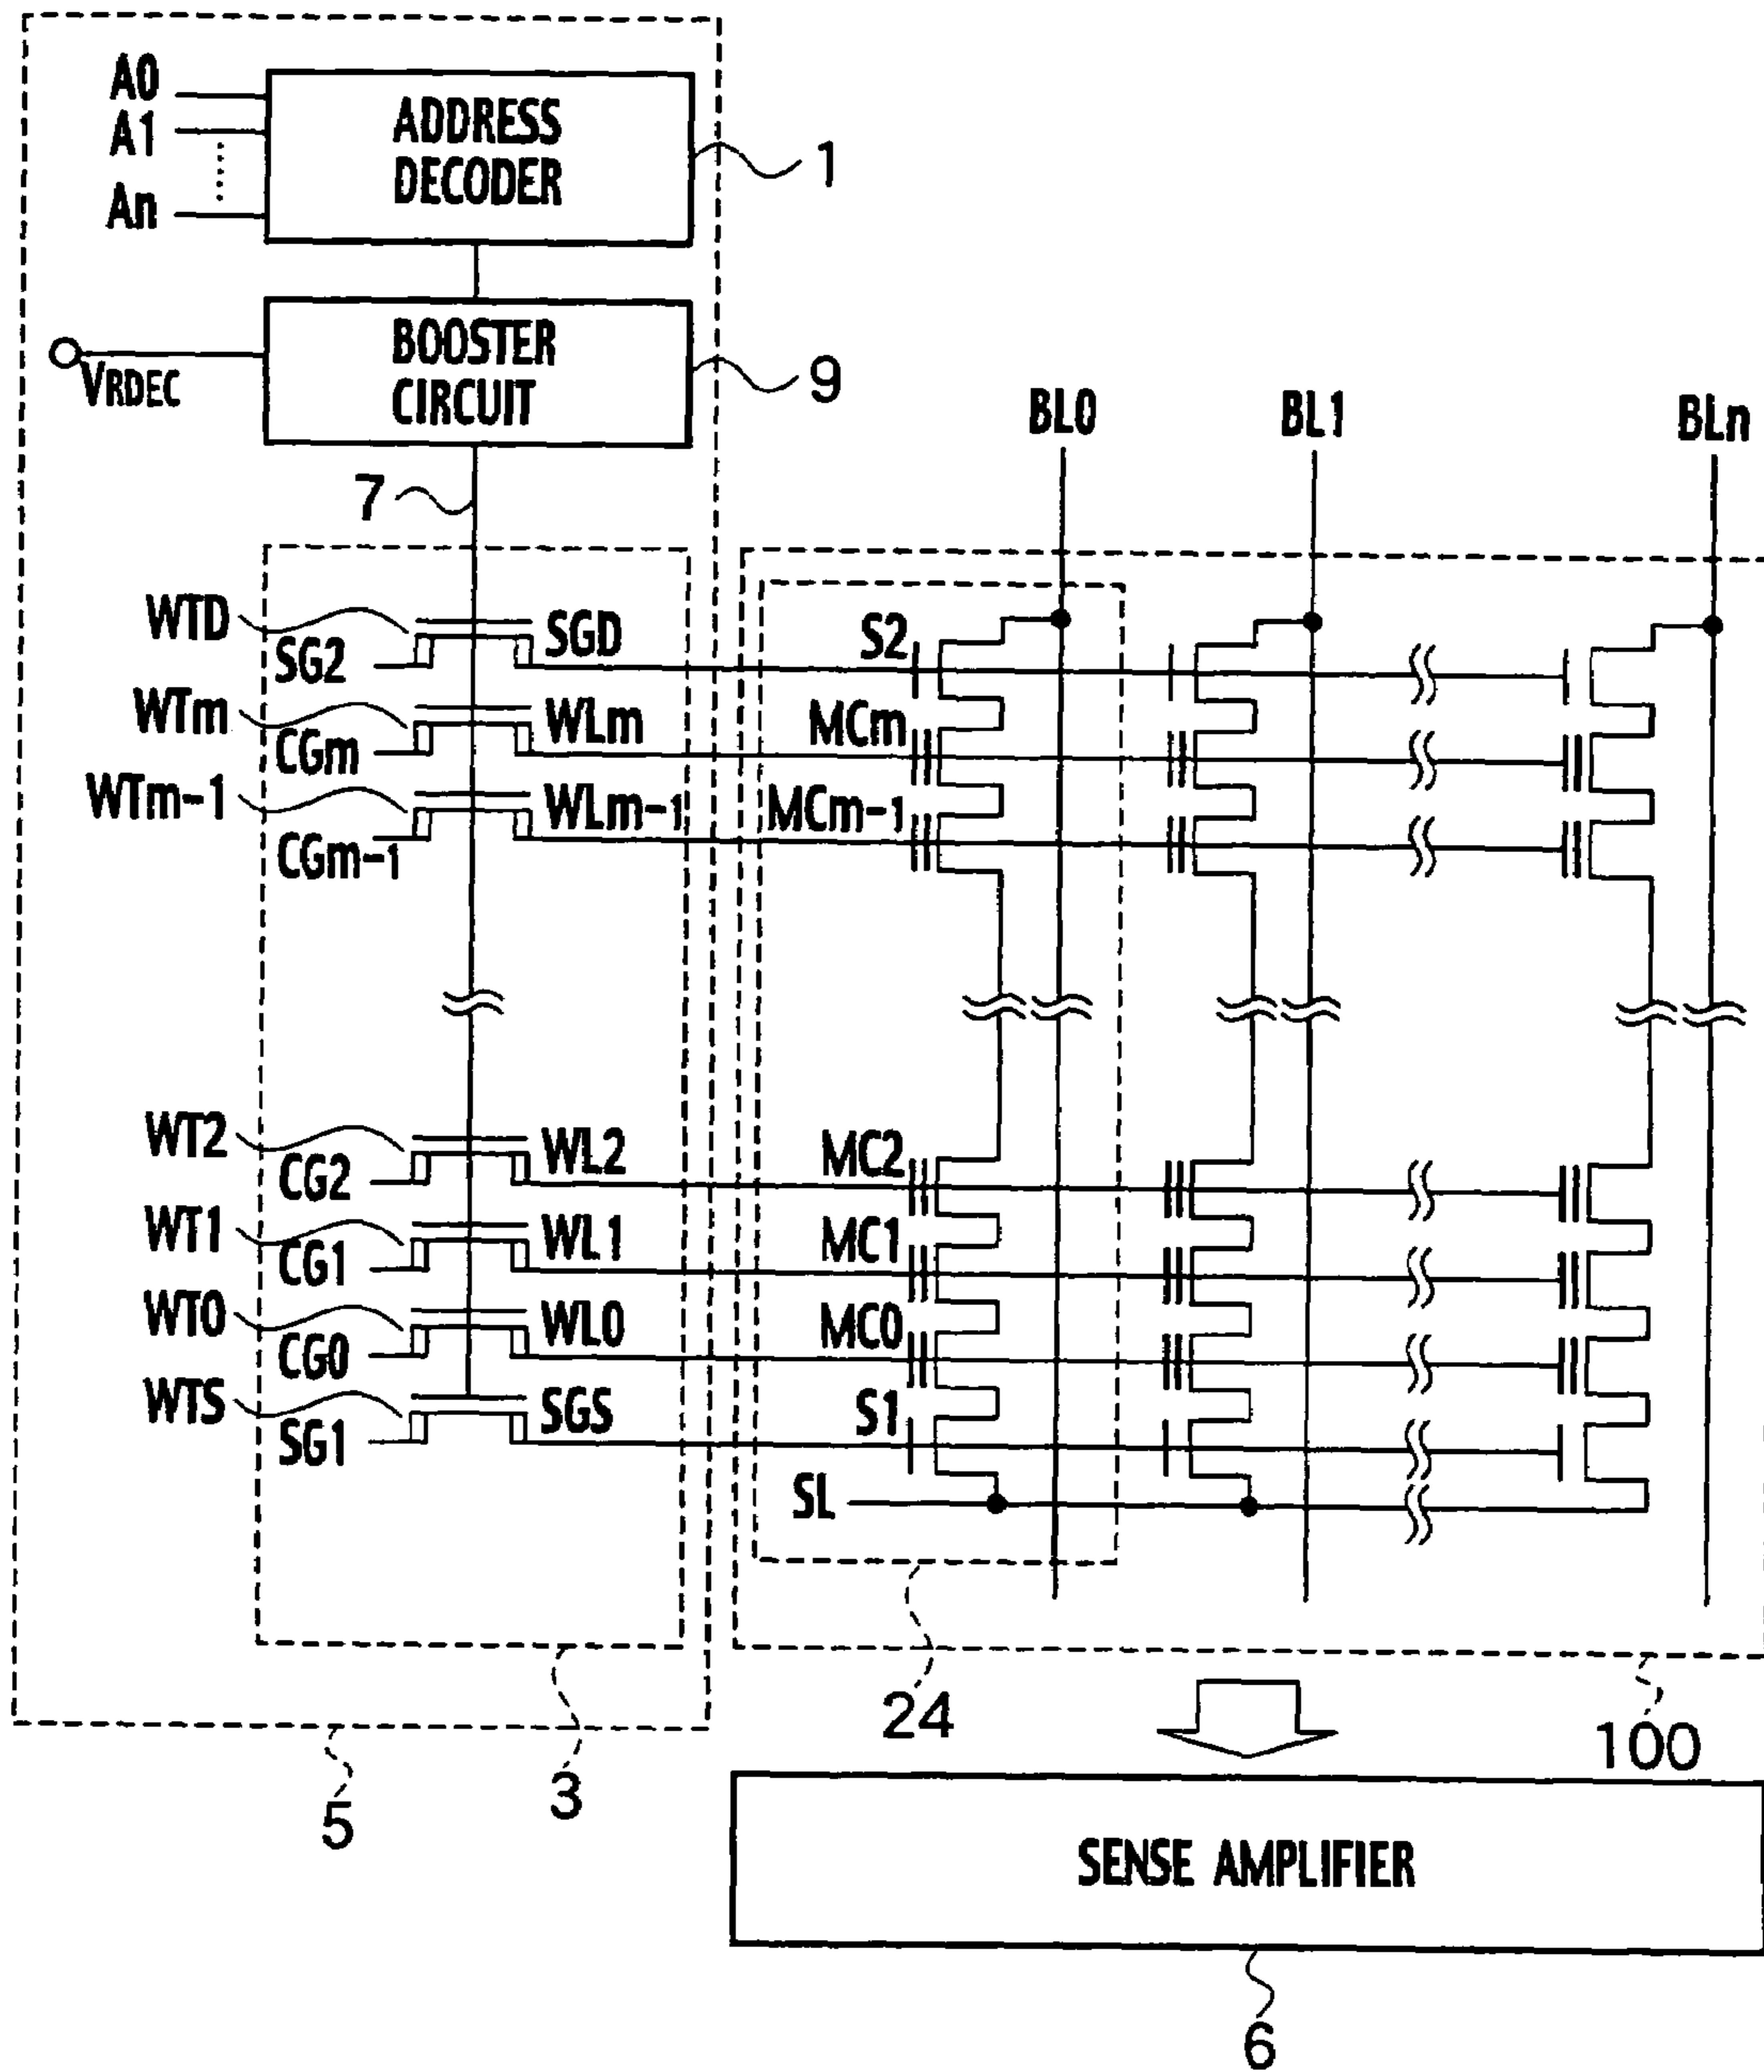 A0
A1
An
ADDRESS
DECODER
1
VRDEC
BOOSTER
CIRCUIT
9
7
BL0
BL1
BLn
WTD
SG2
SGD
S2
WTm
CGm
WLm
MCm
WTm-1
CGm-1
WLm-1
MCm-1
WT2
CG2
WL2
MC2
WT1
CG1
WL1
MC1
WT0
CG0
WL0
MC0
WTS
SG1
SGS
S1
SL
24
100
3
5
SENSE AMPLIFIER
6